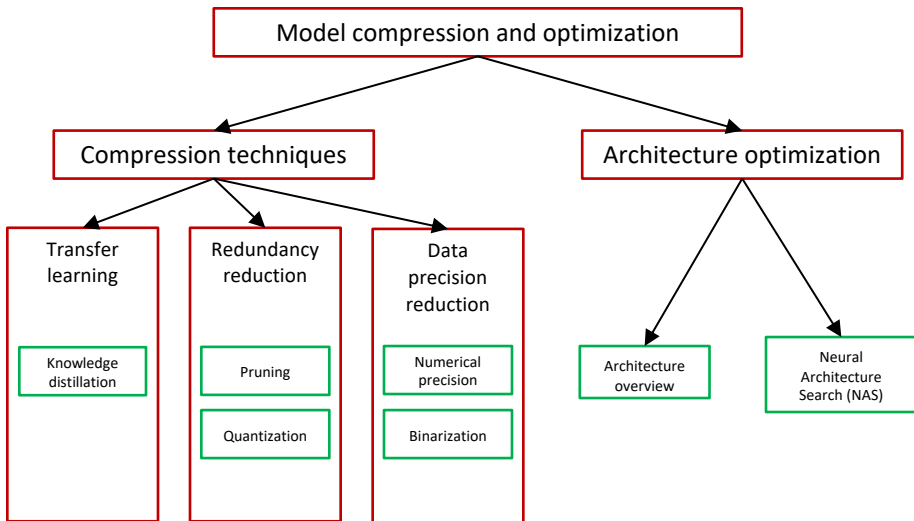 Model compression and optimization
Compression techniques
Architecture optimization
Transfer
learning
Redundancy
reduction
Data
precision
reduction
Knowledge
distillation
Pruning
Quantization
Numerical
precision
Binarization
Architecture
overview
Neural
Architecture
Search (NAS)